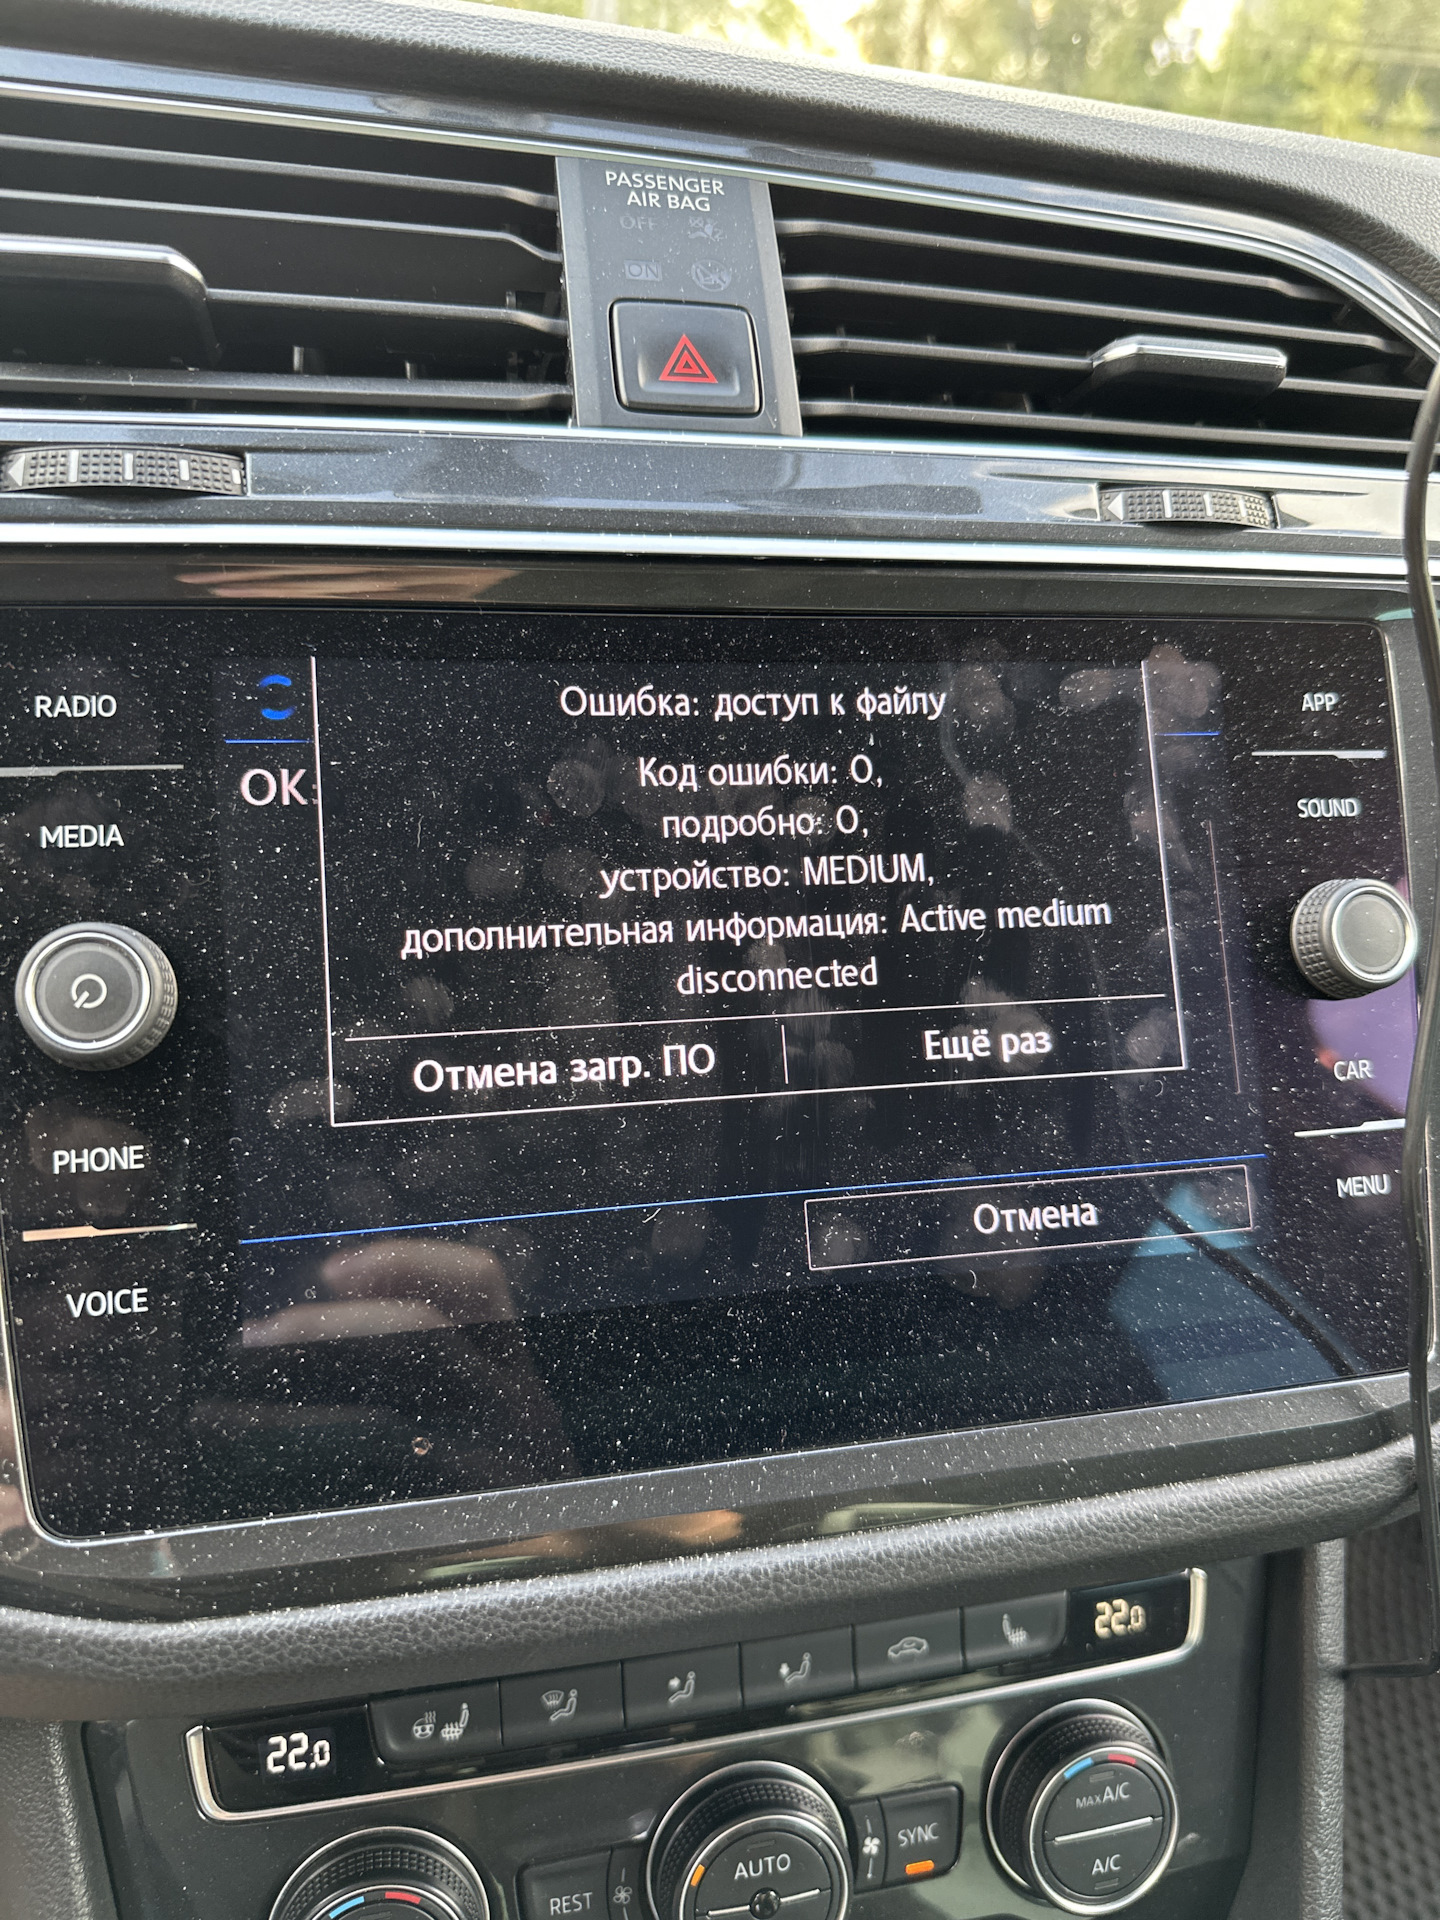 PASSENGER
AIR BAG
OFF
ON
RADIO
MEDIA
PHONE
VOICE
Ошибка: доступ к файлу
OK:
Код ошибки: 0,
подробно: 0,
устройство: MEDIUM,
дополнительная информация: Active medium
disconnected
Отмена загр. ПО
Ещё раз
Отмена
APP
SOUND
CAR
MENU
22.0
22.0
REST
AUTO
SYNC
MAX A/C
A/C